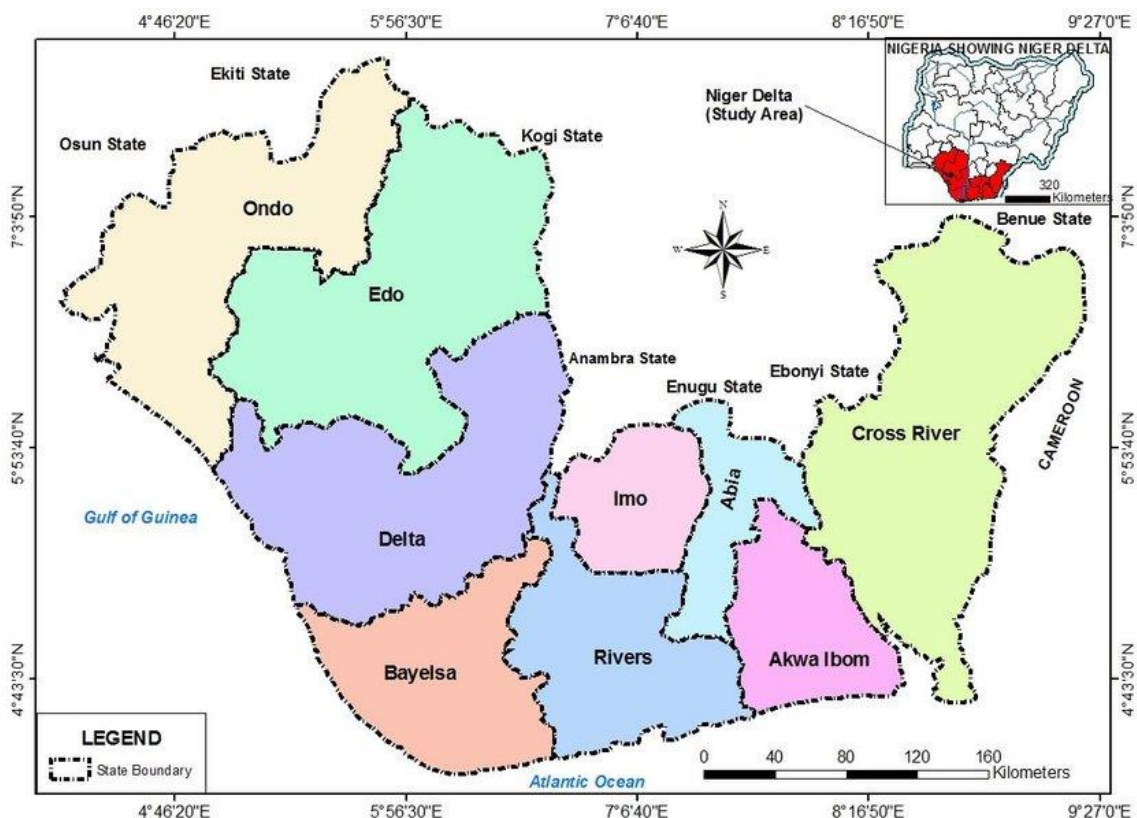 4°46'20"E
5°56'30"E
7°6'40"E
8°16'50"E
9°27'0"E
NIGERIA SHOWING NIGER DELTA
Ekiti State
Niger Delta
(Study Area)
Osun State
Kogi State
320
Kilometers
7°3'50"N
7°3'50"N
Ondo
N
Benue State
W
E
S
Edo
Anambra State
Enugu State
Ebonyi State
Cross River
CAMEROON
5°53'40"N
5°53'40"N
Imo
Abia
Gulf of Guinea
Delta
Bayelsa
Rivers
Akwa Ibom
4°43'30"N
4°43'30"N
LEGEND
State Boundary
0 40 80 120 160
Kilometers
Atlantic Ocean
4°46'20"E
5°56'30"E
7°6'40"E
8°16'50"E
9°27'0"E